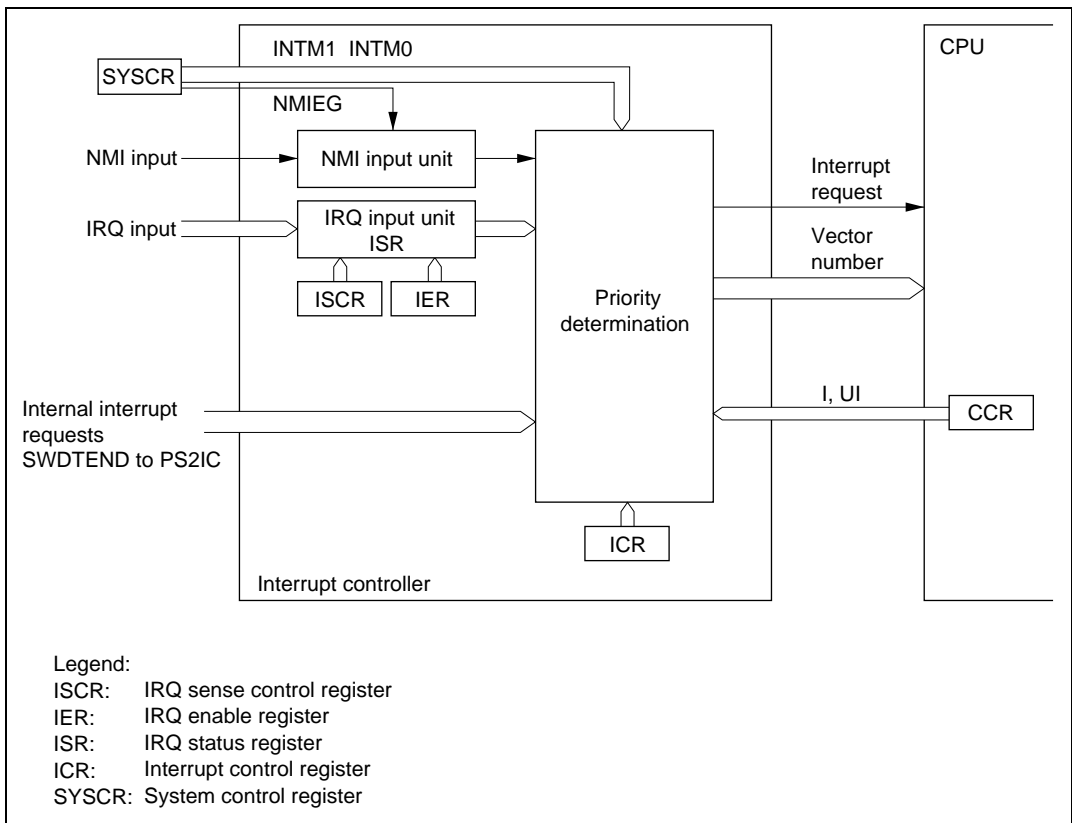 INTM1 INTM0
CPU
SYSCR
NMIEG
NMI input
NMI input unit
Interrupt
request
IRQ input
IRQ input unit
ISR
Vector
number
ISCR
IER
Priority
determination
I, UI
CCR
Internal interrupt
requests
SWDTEND to PS2IC
ICR
Interrupt controller
Legend:
ISCR: IRQ sense control register
IER: IRQ enable register
ISR: IRQ status register
ICR: Interrupt control register
SYSCR: System control register